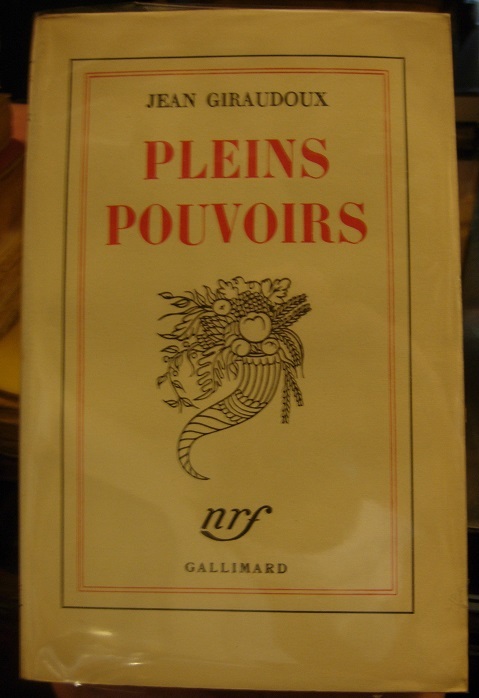 JEAN GIRAUDOUX
PLEINS
POUVOIRS
nrf
GALLIMARD